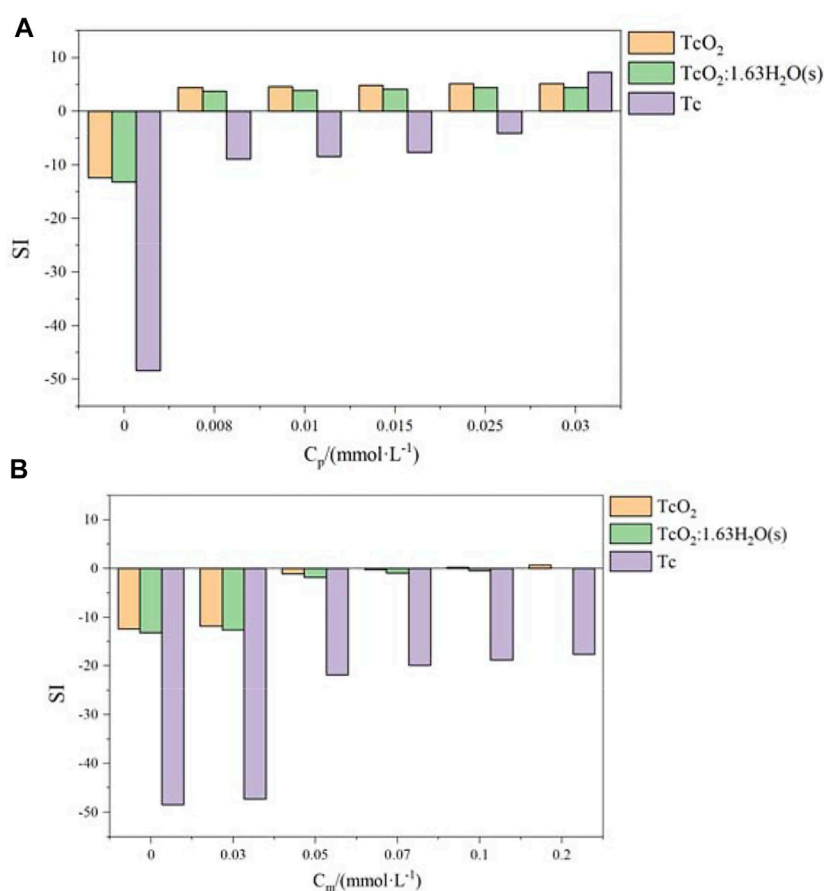 A
TcO₂
TcO₂:1.63H₂O(s)
Tc
10
0
-10
-20
-30
-40
-50
SI
0 0.008 0.01 0.015 0.025 0.03
Cₚ/(mmol·L⁻¹)
B
TcO₂
TcO₂:1.63H₂O(s)
Tc
10
0
-10
-20
-30
-40
-50
SI
0 0.03 0.05 0.07 0.1 0.2
Cₘ/(mmol·L⁻¹)